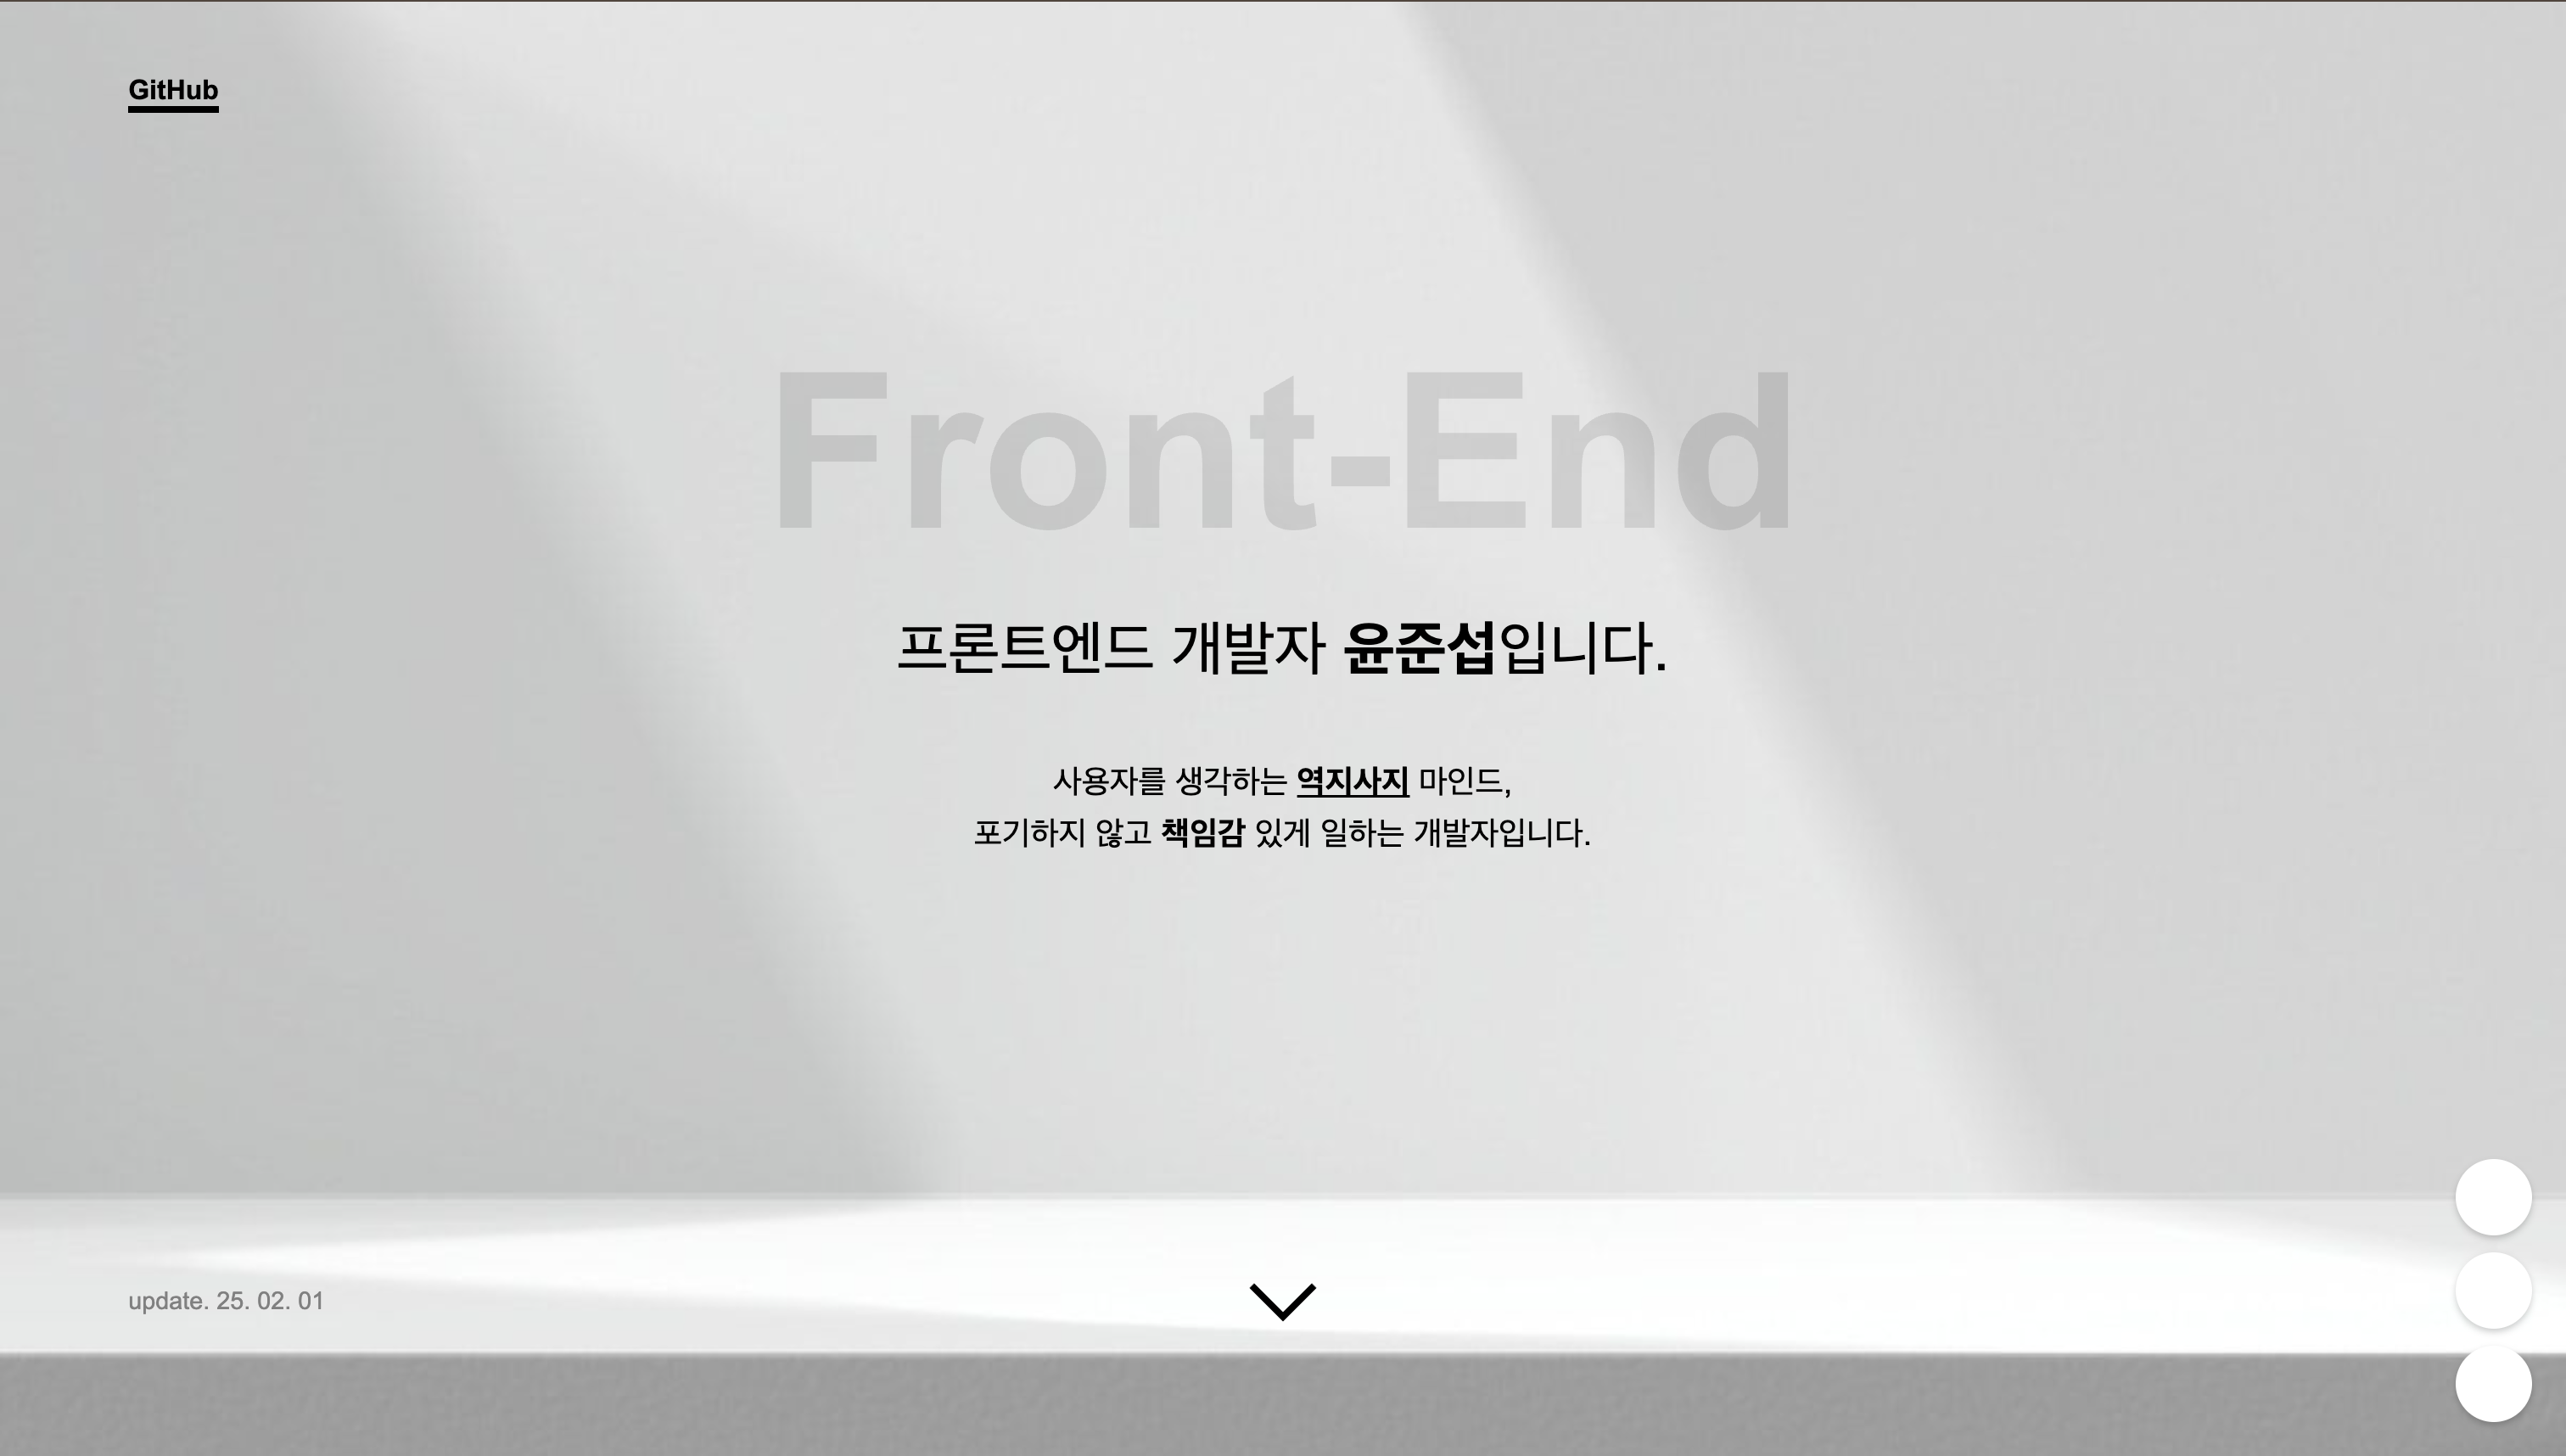 GitHub
Front-End
프론트엔드 개발자 윤준섭입니다.
사용자를 생각하는 역지사지 마인드,
포기하지 않고 책임감 있게 일하는 개발자입니다.
update. 25. 02. 01